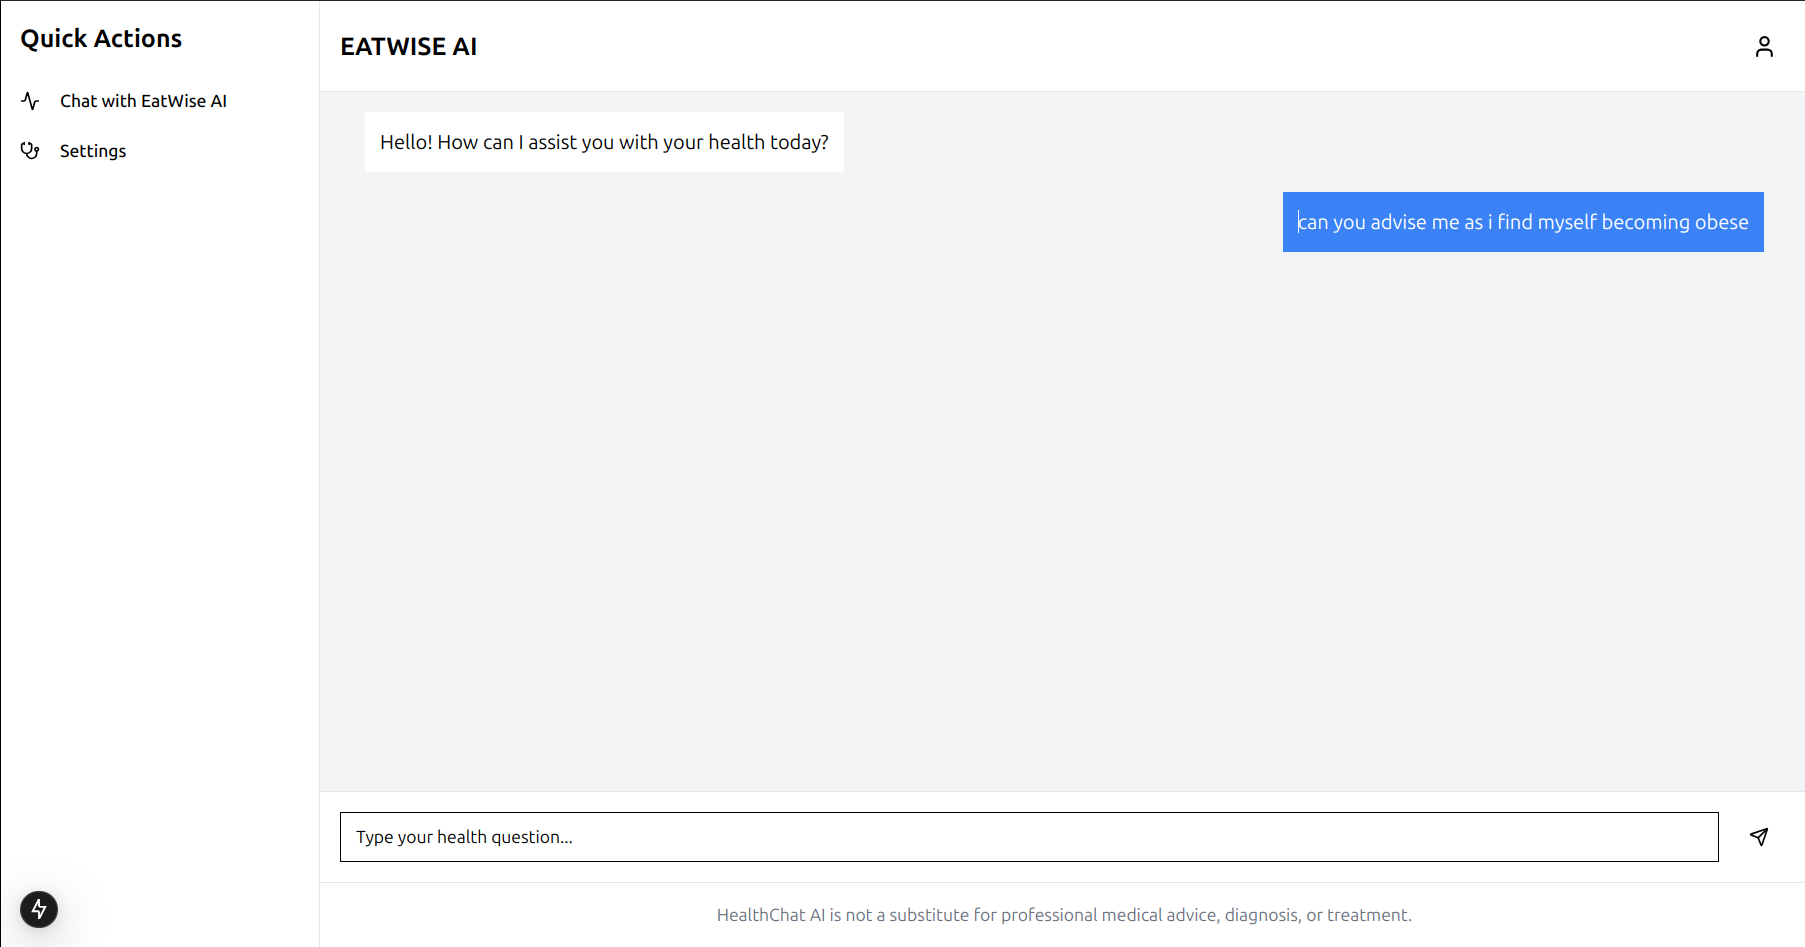 Quick Actions
Chat with EatWise AI
Settings
EATWISE AI
Hello! How can I assist you with your health today?
can you advise me as i find myself becoming obese
Type your health question...
HealthChat AI is not a substitute for professional medical advice, diagnosis, or treatment.